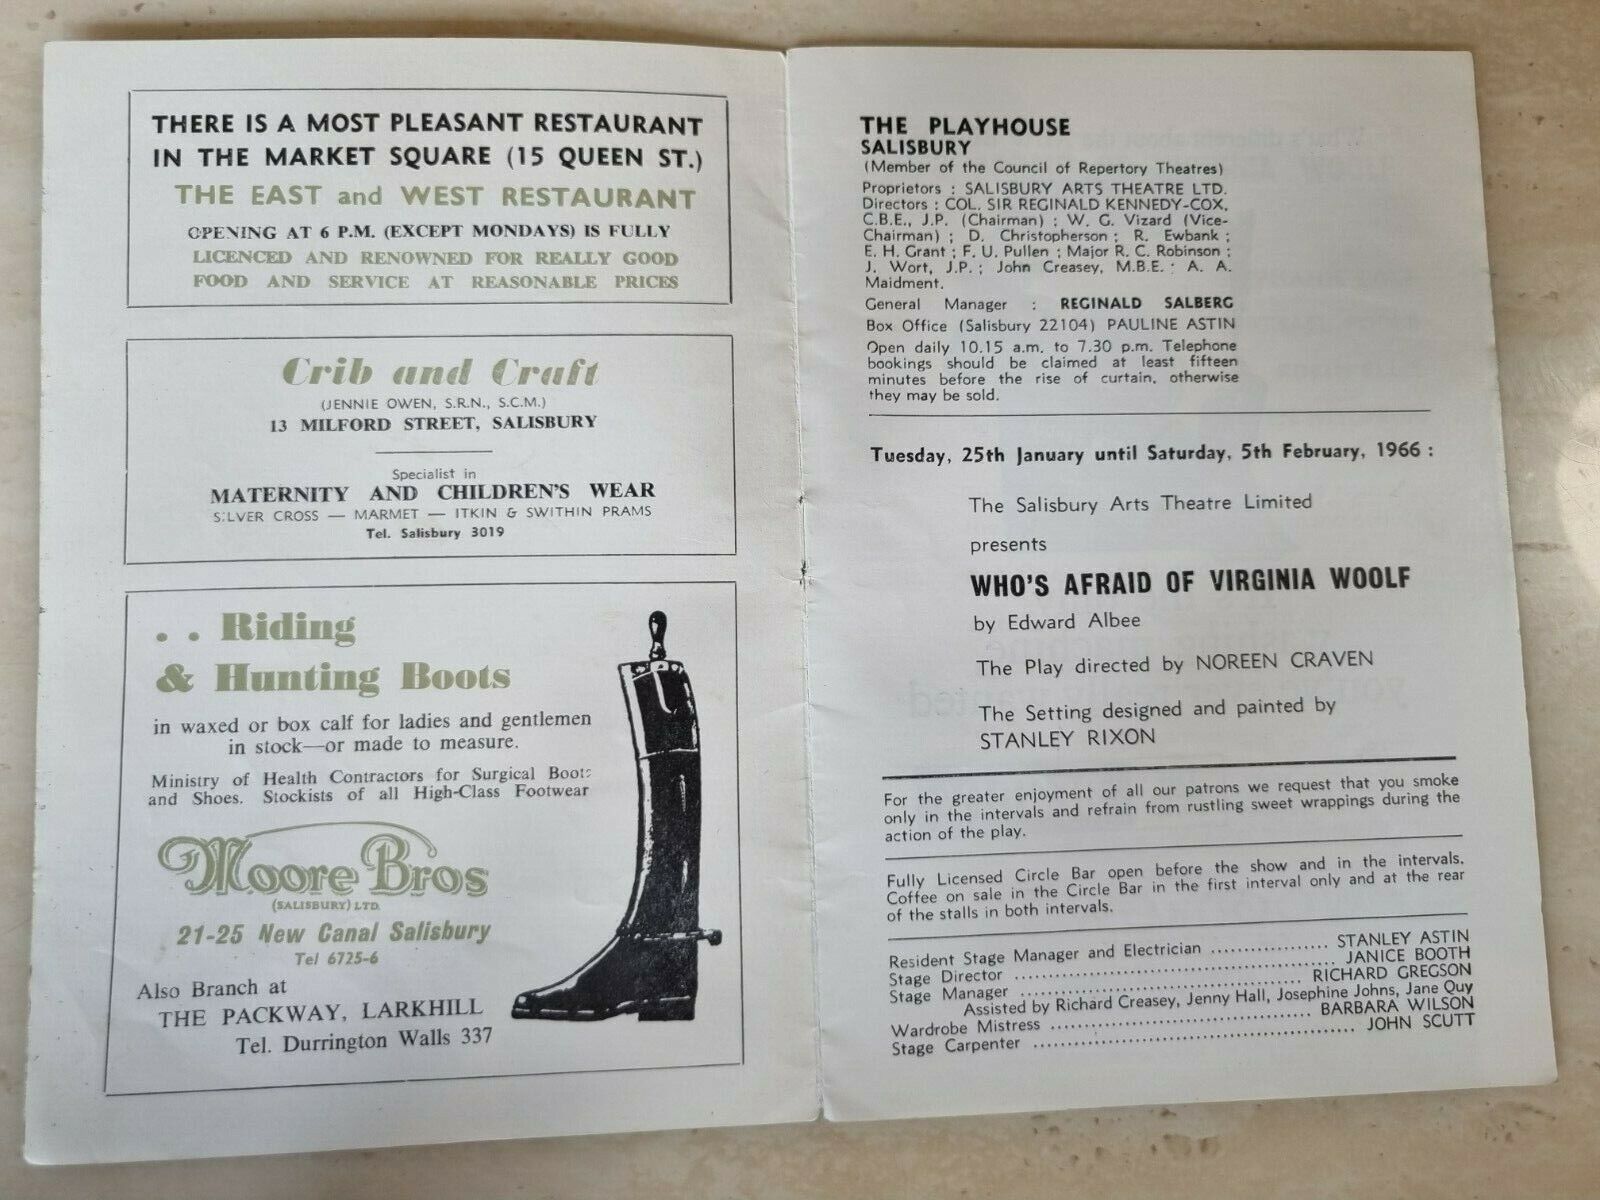 THERE IS A MOST PLEASANT RESTAURANT
IN THE MARKET SQUARE (15 QUEEN ST.)
THE EAST and WEST RESTAURANT
OPENING AT 6 P.M. (EXCEPT MONDAYS) IS FULLY
LICENCED AND RENOWNED FOR REALLY GOOD
FOOD AND SERVICE AT REASONABLE PRICES
Crib and Craft
(JENNIE OWEN, S.R.N., S.C.M.)
13 MILFORD STREET, SALISBURY
Specialist in
MATERNITY AND CHILDREN'S WEAR
SILVER CROSS — MARMET — ITKIN & SWITHIN PRAMS
Tel. Salisbury 3019
. . Riding
& Hunting Boots
in waxed or box calf for ladies and gentlemen
in stock—or made to measure.
Ministry of Health Contractors for Surgical Boots
and Shoes. Stockists of all High-Class Footwear
Moore Bros
(SALISBURY) LTD.
21-25 New Canal Salisbury
Tel 6725-6
Also Branch at
THE PACKWAY, LARKHILL
Tel. Durrington Walls 337
THE PLAYHOUSE
SALISBURY
(Member of the Council of Repertory Theatres)
Proprietors : SALISBURY ARTS THEATRE LTD.
Directors : COL. SIR REGINALD KENNEDY-COX,
C.B.E., J.P. (Chairman) ; W. G. Vizard (Vice-
Chairman) ; D. Christopherson ; R. Ewbank ;
E. H. Grant ; F. U. Pullen ; Major R. C. Robinson ;
J. Wort, J.P. ; John Creasey, M.B.E. ; A. A.
Maidment.
General Manager : REGINALD SALBERG
Box Office (Salisbury 22104) PAULINE ASTIN
Open daily 10.15 a.m. to 7.30 p.m. Telephone
bookings should be claimed at least fifteen
minutes before the rise of curtain, otherwise
they may be sold.
Tuesday, 25th January until Saturday, 5th February, 1966 :
The Salisbury Arts Theatre Limited
presents
WHO'S AFRAID OF VIRGINIA WOOLF
by Edward Albee
The Play directed by NOREEN CRAVEN
The Setting designed and painted by
STANLEY RIXON
For the greater enjoyment of all our patrons we request that you smoke
only in the intervals and refrain from rustling sweet wrappings during the
action of the play.
Fully Licensed Circle Bar open before the show and in the intervals.
Coffee on sale in the Circle Bar in the first interval only and at the rear
of the stalls in both intervals.
Resident Stage Manager and Electrician .................. STANLEY ASTIN
Stage Director .................................................. JANICE BOOTH
Stage Manager .......................................... RICHARD GREGSON
Assisted by Richard Creasey, Jenny Hall, Josephine Johns, Jane Quy
Wardrobe Mistress ........................................ BARBARA WILSON
Stage Carpenter .................................................. JOHN SCUTT